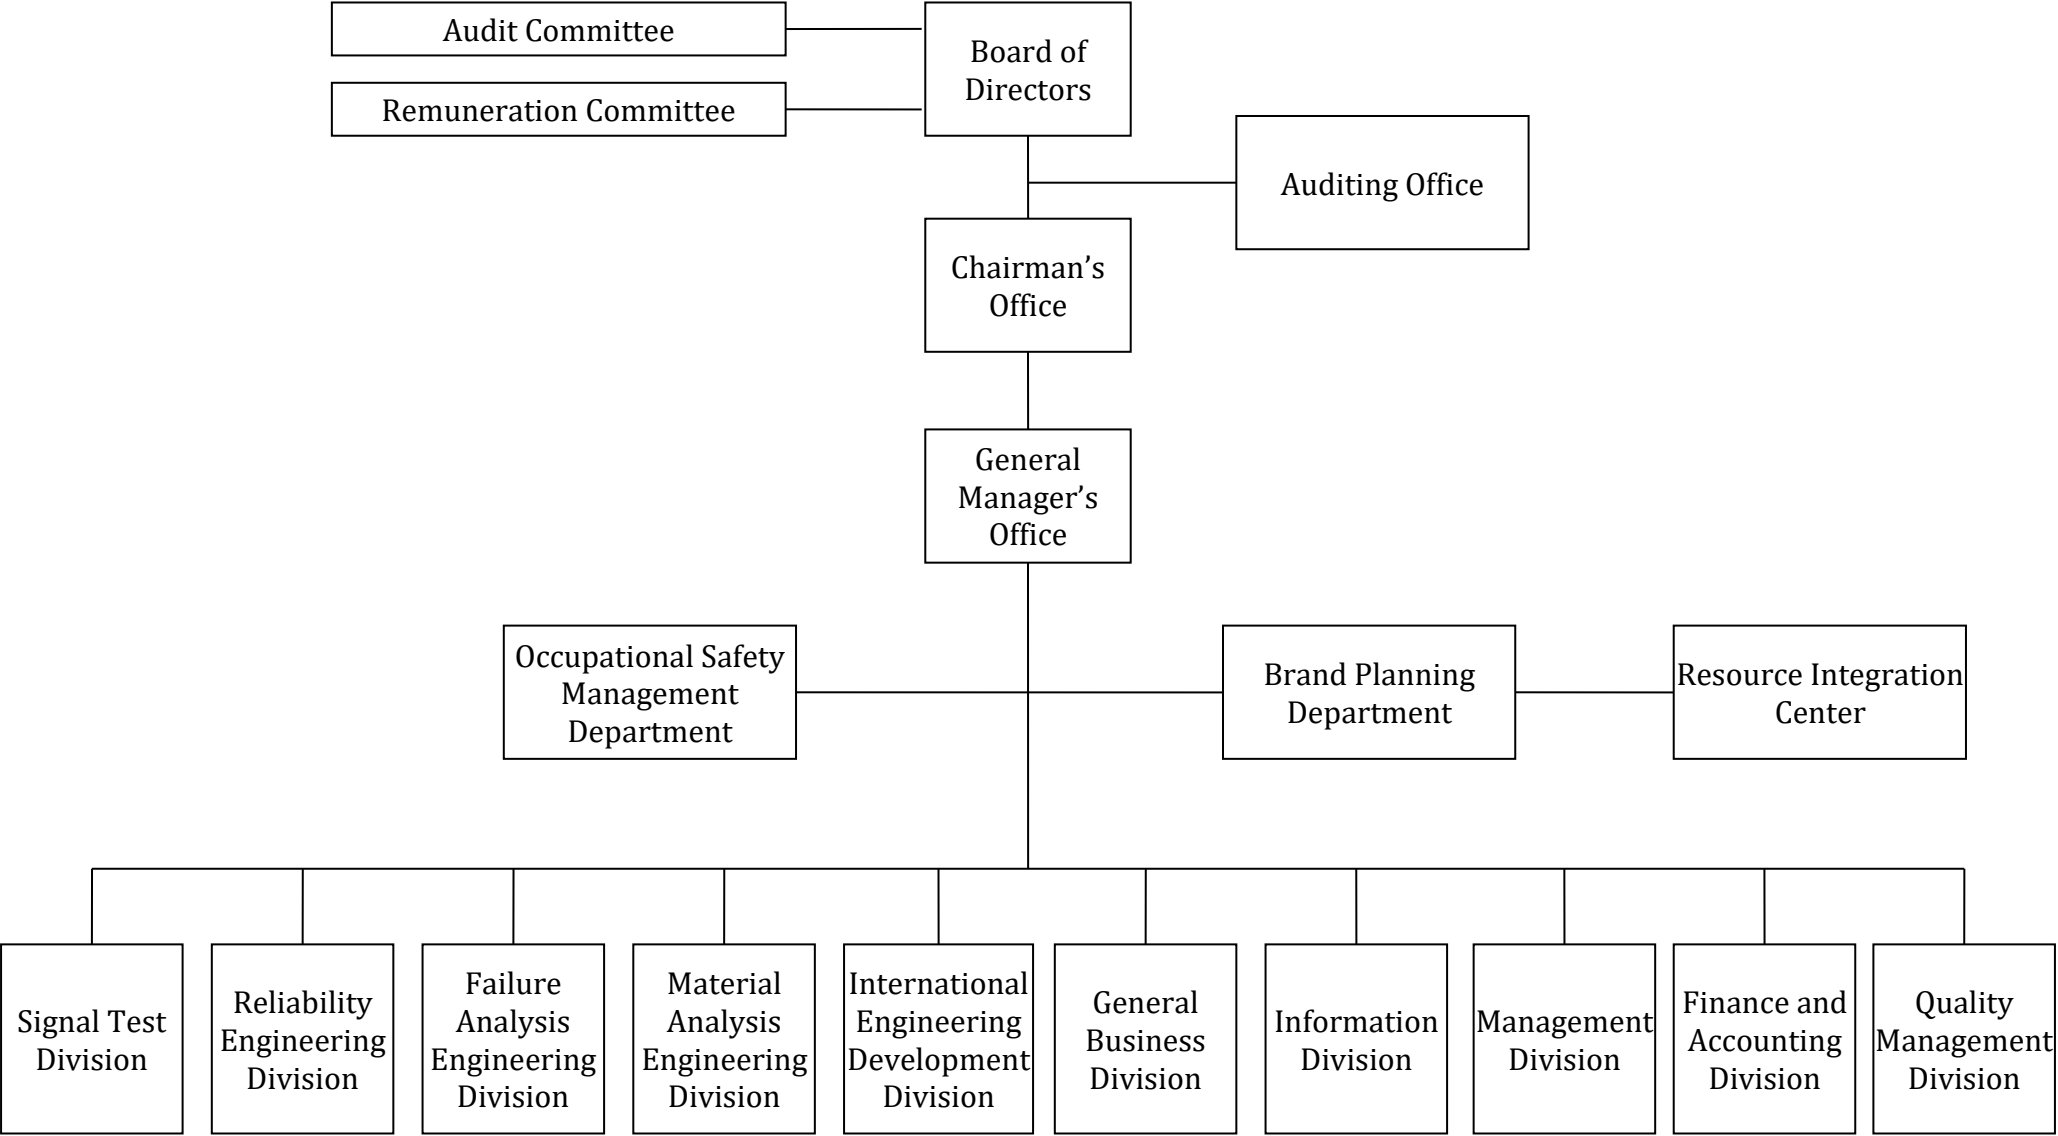 Audit Committee
Remuneration Committee
Board of
Directors
Auditing Office
Chairman’s
Office
General
Manager’s
Office
Occupational Safety
Management
Department
Brand Planning
Department
Resource Integration
Center
Signal Test
Division
Reliability
Engineering
Division
Failure
Analysis
Engineering
Division
Material
Analysis
Engineering
Division
International
Engineering
Development
Division
General
Business
Division
Information
Division
Management
Division
Finance and
Accounting
Division
Quality
Management
Division